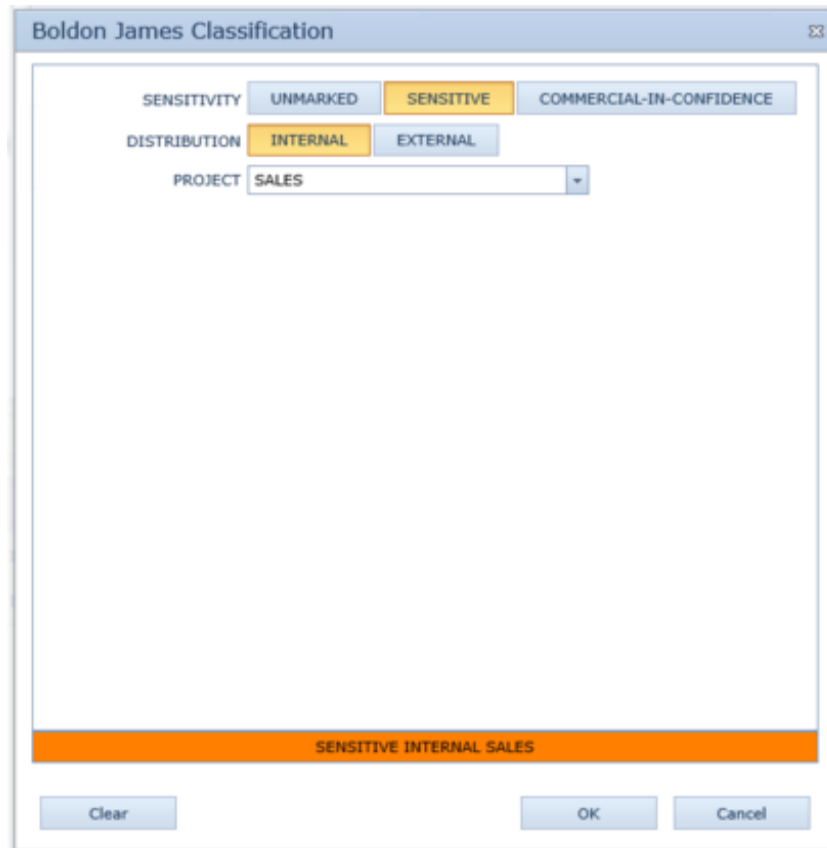 Boldon James Classification
SENSITIVITY UNMARKED SENSITIVE COMMERCIAL-IN-CONFIDENCE
DISTRIBUTION INTERNAL EXTERNAL
PROJECT SALES
SENSITIVE INTERNAL SALES
Clear OK Cancel